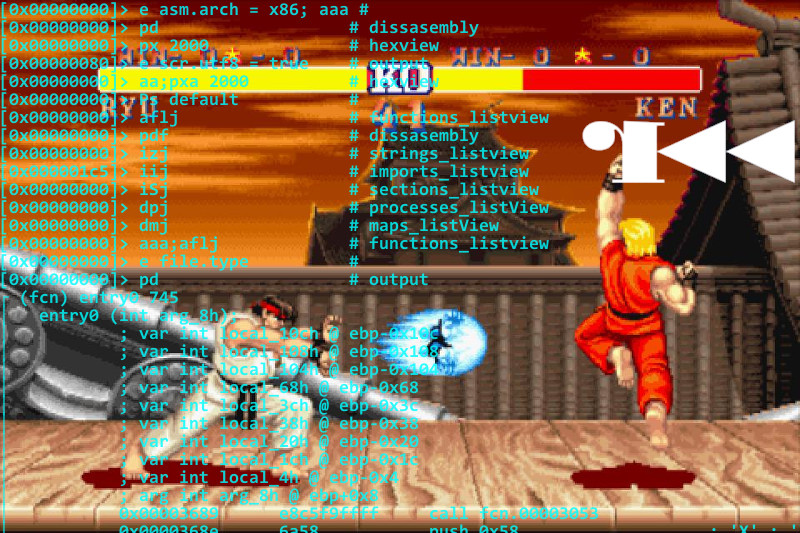 [0x00000000]> e asm.arch = x86; aaa #
[0x00000000]> pd # dissasembly
[0x00000000]> px 2000 # hexview
[0x00000080]> e scr.utf8 = true # output
[0x00000000]> aa;pxa 2000 # hexview
[0x00000000]> Ps default #
[0x00000000]> aflj # functions_listview
[0x00000000]> pdf # dissasembly
[0x00000000]> izj # strings_listview
[0x000001c5]> iij # imports_listview
[0x00000000]> iSj # sections_listview
[0x00000000]> dpj # processes_listView
[0x00000000]> dmj # maps_listView
[0x00000000]> aaa;aflj # functions_listview
[0x00000000]> e file.type #
[0x00000000]> pd # output
(fcn) entry0 745
entry0 (int arg_8h);
; var int local_10ch @ ebp-0x10c
; var int local_108h @ ebp-0x108
; var int local_104h @ ebp-0x104
; var int local_68h @ ebp-0x68
; var int local_3ch @ ebp-0x3c
; var int local_38h @ ebp-0x38
; var int local_20h @ ebp-0x20
; var int local_1ch @ ebp-0x1c
; var int local_4h @ ebp-0x4
; arg int arg_8h @ ebp+0x8
0x00003689 e8c5f9ffff call fcn.00003053
0x0000368e 6a58 push 0x58 ; 'X' ; '
WIN- 0 ★ - 0
KO
RYU
KEN